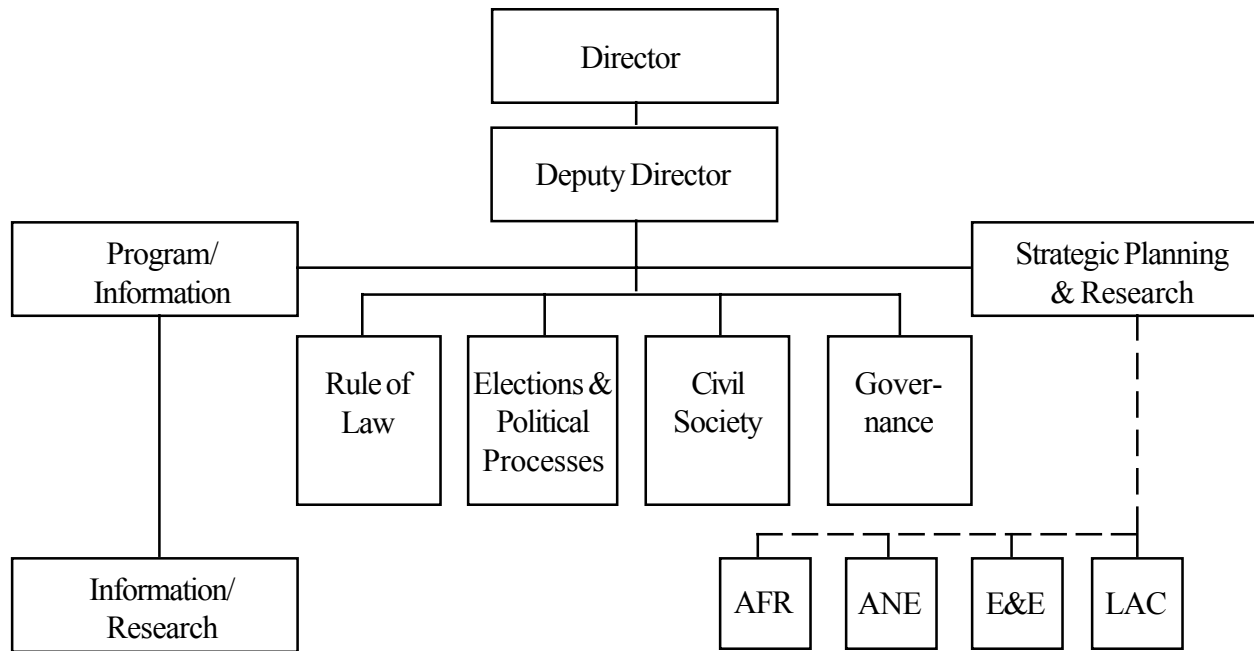 Director
Deputy Director
Program/
Information
Strategic Planning
& Research
Rule of
Law
Elections &
Political
Processes
Civil
Society
Gover-
nance
Information/
Research
AFR
ANE
E&E
LAC